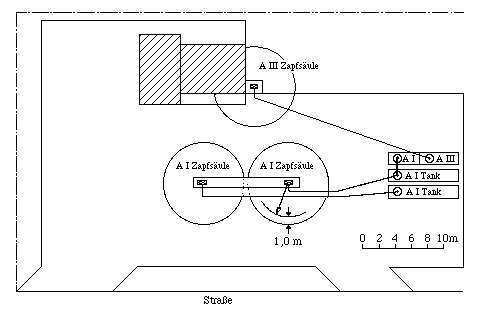 A III Zapfsäule
A I Zapfsäule
A I Zapfsäule
A I
A III
A I Tank
A I Tank
1,0 m
0 2 4 6 8 10m
Straße